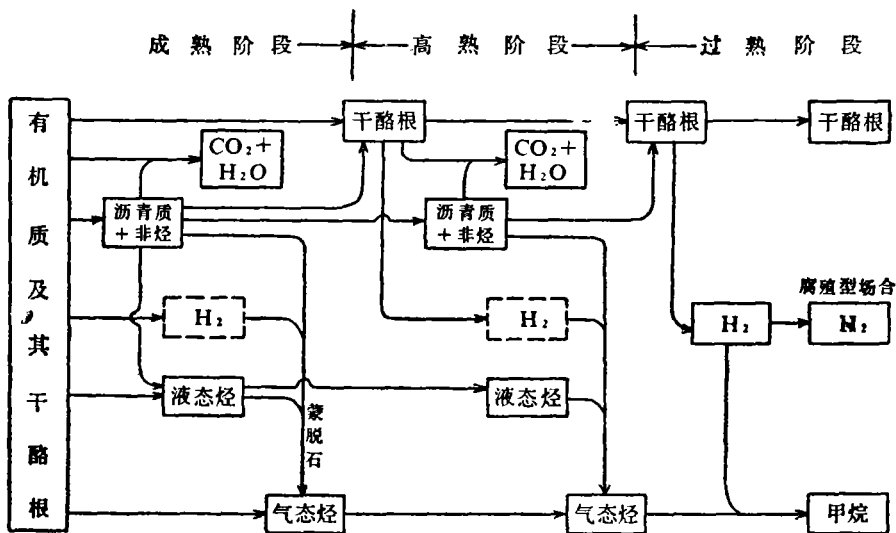 成熟阶段
高熟阶段
过熟阶段
有机质及其干酪根
干酪根
干酪根
干酪根
CO₂+
H₂O
CO₂+
H₂O
沥青质
+非烃
沥青质
+非烃
腐殖型场合
H₂
H₂
H₂
N₂
液态烃
液态烃
蒙脱石
气态烃
气态烃
甲烷